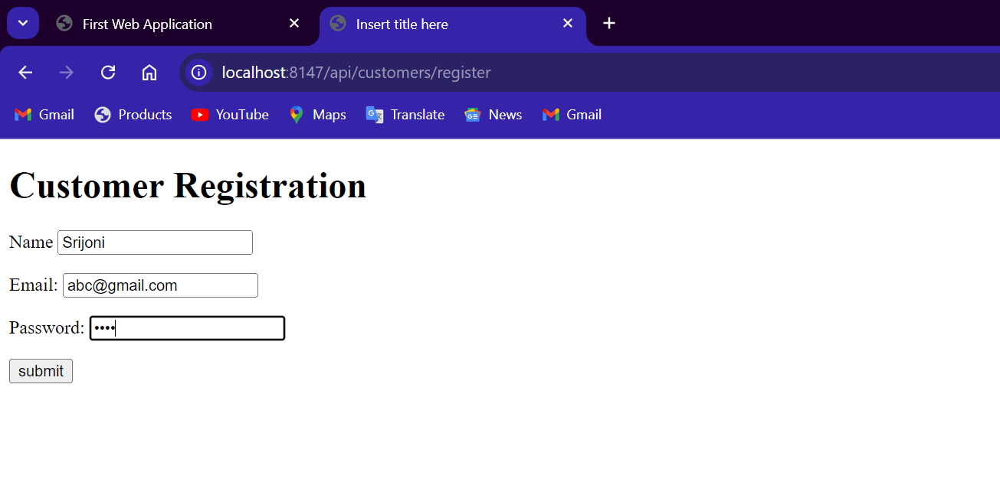 First Web Application Insert title here
localhost:8147/api/customers/register
Gmail Products YouTube Maps Translate News Gmail
Customer Registration
Name Srijoni
Email: abc@gmail.com
Password: ••••
submit